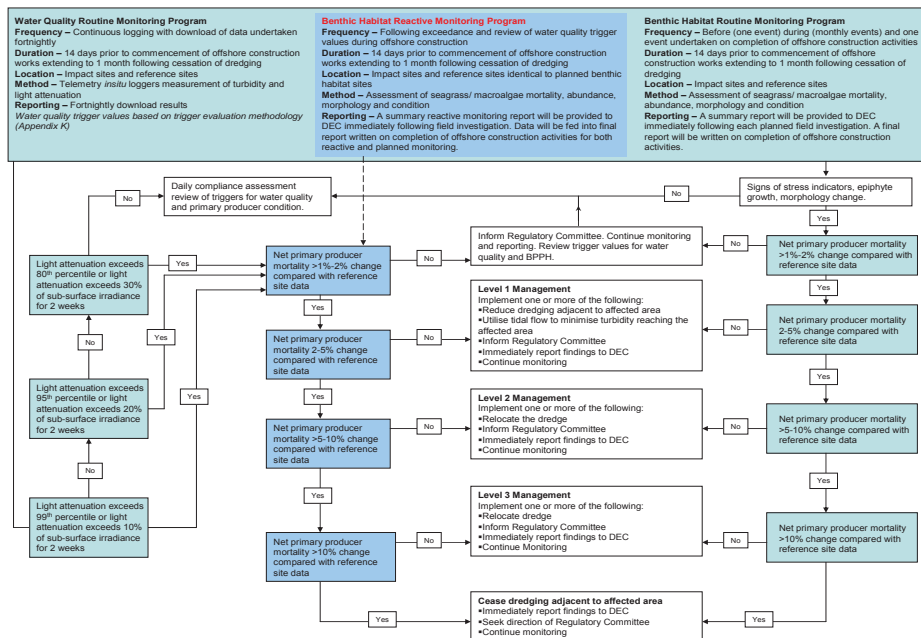 Water Quality Routine Monitoring Program
Frequency – Continuous logging with download of data undertaken
fortnightly
Duration – 14 days prior to commencement of offshore construction
works extending to 1 month following cessation of dredging
Location – Impact sites and reference sites
Method – Telemetry insitu loggers measurement of turbidity and
light attenuation
Reporting – Fortnightly download results
Water quality trigger values based on trigger evaluation methodology
(Appendix K)
Benthic Habitat Reactive Monitoring Program
Frequency – Following exceedance and review of water quality trigger
values during offshore construction
Duration – 14 days prior to commencement of offshore construction
works extending to 1 month following cessation of dredging
Location – Impact sites and reference sites identical to planned benthic
habitat sites
Method – Assessment of seagrass/ macroalgae mortality, abundance,
morphology and condition
Reporting – A summary reactive monitoring report will be provided to
DEC immediately following field investigation. Data will be fed into final
report written on completion of offshore construction activities for both
reactive and planned monitoring.
Benthic Habitat Routine Monitoring Program
Frequency – Before (one event) during (monthly events) and one
event undertaken on completion of offshore construction activities
Duration – 14 days prior to commencement of offshore
construction works extending to 1 month following cessation of
dredging
Location – Impact sites and reference sites
Method – Assessment of seagrass/ macroalgae mortality,
abundance, morphology and condition
Reporting – A summary report will be provided to DEC
immediately following each planned field investigation. A final
report will be written on completion of offshore construction
activities.
No
Daily compliance assessment
review of triggers for water quality
and primary producer condition.
No
Signs of stress indicators, epiphyte
growth, morphology change.
Yes
Light attenuation exceeds
80th percentile or light
attenuation exceeds 30%
of sub-surface irradiance
for 2 weeks
Yes
Net primary producer
mortality >1%-2% change
compared with reference
site data
No
Inform Regulatory Committee. Continue monitoring
and reporting. Review trigger values for water
quality and BPPH.
No
Net primary producer mortality
>1%-2% change compared with
reference site data
Yes
Yes
Yes
No
Yes
Net primary producer
mortality 2-5% change
compared with reference
site data
No
Level 1 Management
Implement one or more of the following:
▪Reduce dredging adjacent to affected area
▪Utilise tidal flow to minimise turbidity reaching the
affected area
▪Inform Regulatory Committee
▪Immediately report findings to DEC
▪Continue monitoring
No
Net primary producer mortality
2-5% change compared with
reference site data
Yes
Yes
Light attenuation exceeds
95th percentile or light
attenuation exceeds 20%
of sub-surface irradiance
for 2 weeks
Net primary producer
mortality >5-10% change
compared with reference
site data
No
Level 2 Management
Implement one or more of the following:
▪Relocate the dredge
▪Inform Regulatory Committee
▪Immediately report findings to DEC
▪Continue monitoring
No
Net primary producer mortality
>5-10% change compared with
reference site data
No
Yes
Yes
Light attenuation exceeds
99th percentile or light
attenuation exceeds 10%
of sub-surface irradiance
for 2 weeks
Net primary producer
mortality >10% change
compared with reference
site data
No
Level 3 Management
Implement one or more of the following:
▪Relocate dredge
▪Inform Regulatory Committee
▪Immediately report findings to DEC
▪Continue Monitoring
No
Net primary producer mortality
>10% change compared with
reference site data
Yes
Cease dredging adjacent to affected area
▪Immediately report findings to DEC
▪Seek direction of Regulatory Committee
▪Continue monitoring
Yes